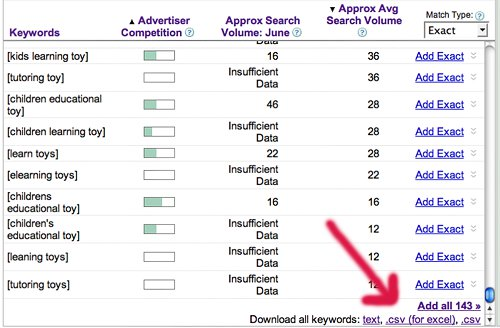 Keywords
▲ Advertiser
Competition ?
Approx Search
Volume: June ?
▼ Approx Avg
Search Volume
?
Match Type: ?
Exact
Data
[kids learning toy] 16 36 Add Exact
[tutoring toy] Insufficient
Data 36 Add Exact
[children educational
toy] 46 28 Add Exact
[children learning toy] Insufficient
Data 28 Add Exact
[learn toys] 22 28 Add Exact
[elearning toys] Insufficient
Data 22 Add Exact
[childrens
educational toy] 16 16 Add Exact
[children's
educational toy] Insufficient
Data 12 Add Exact
[leaning toys] Insufficient
Data 12 Add Exact
[tutoring toys] Insufficient
Data 12 Add Exact
Add all 143 »
Download all keywords: text, .csv (for excel), .csv